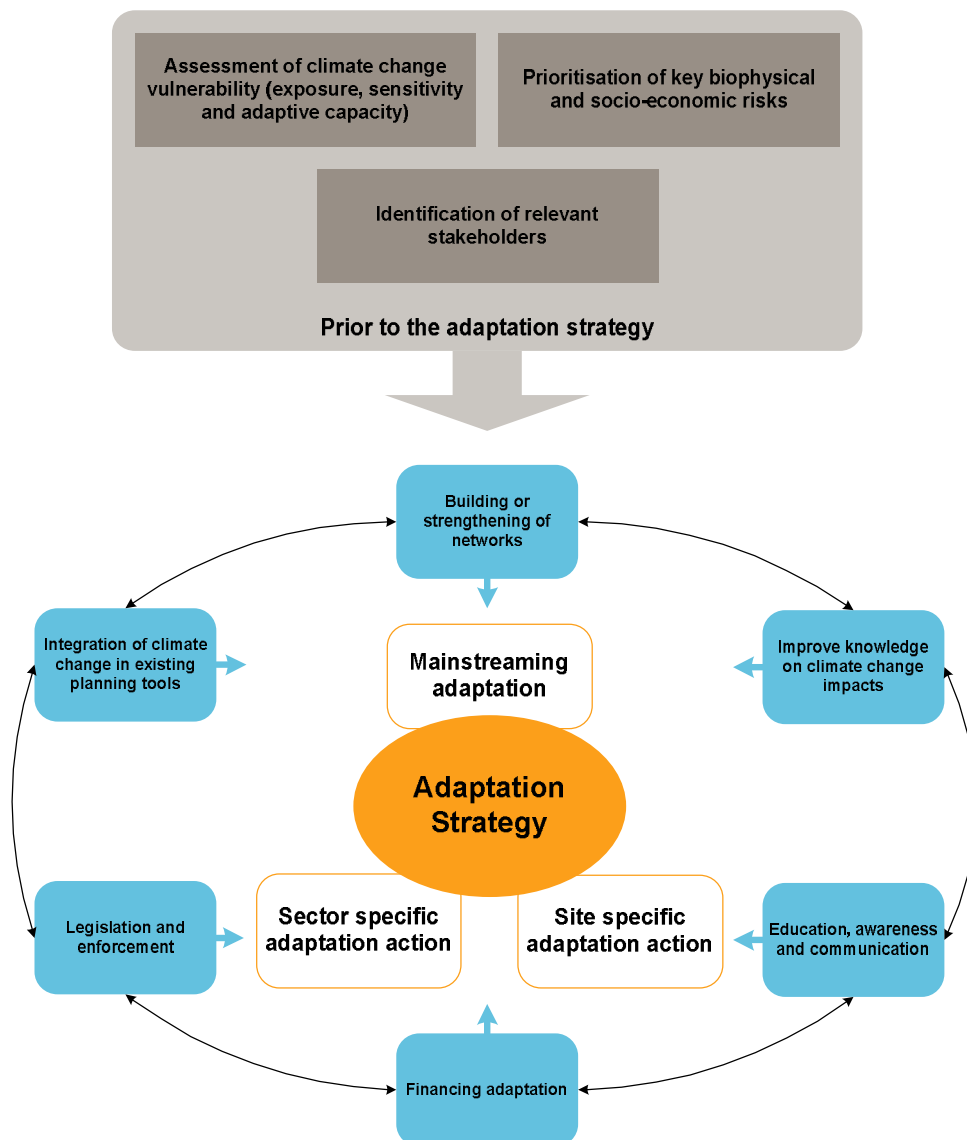 Assessment of climate change
vulnerability (exposure, sensitivity
and adaptive capacity)
Prioritisation of key biophysical
and socio-economic risks
Identification of relevant
stakeholders
Prior to the adaptation strategy
Building or
strengthening of
networks
Integration of climate
change in existing
planning tools
Improve knowledge
on climate change
impacts
Mainstreaming
adaptation
Adaptation
Strategy
Legislation and
enforcement
Sector specific
adaptation action
Site specific
adaptation action
Education, awareness
and communication
Financing adaptation